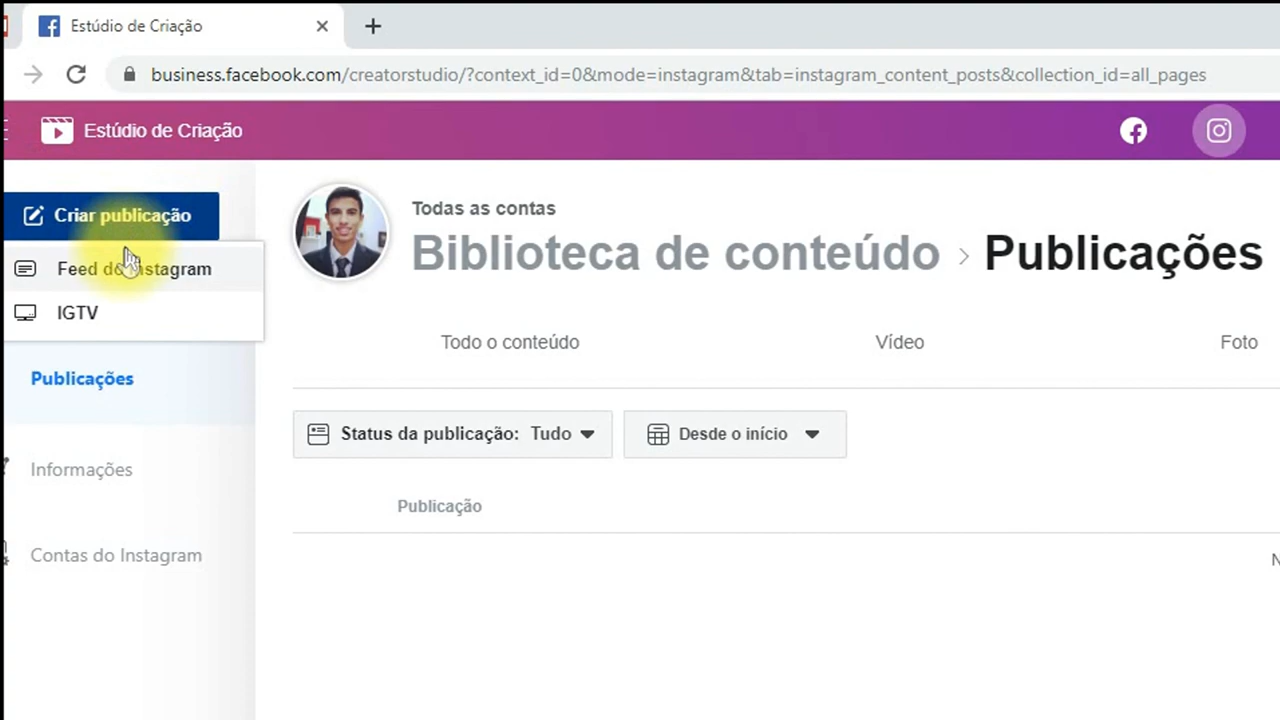 Estúdio de Criação
business.facebook.com/creatorstudio/?context_id=0&mode=instagram&tab=instagram_content_posts&collection_id=all_pages
Estúdio de Criação
Criar publicação
Feed do Instagram
IGTV
Publicações
Informações
Contas do Instagram
Todas as contas
Biblioteca de conteúdo > Publicações
Todo o conteúdo Vídeo Foto
Status da publicação: Tudo Desde o início
Publicação
N